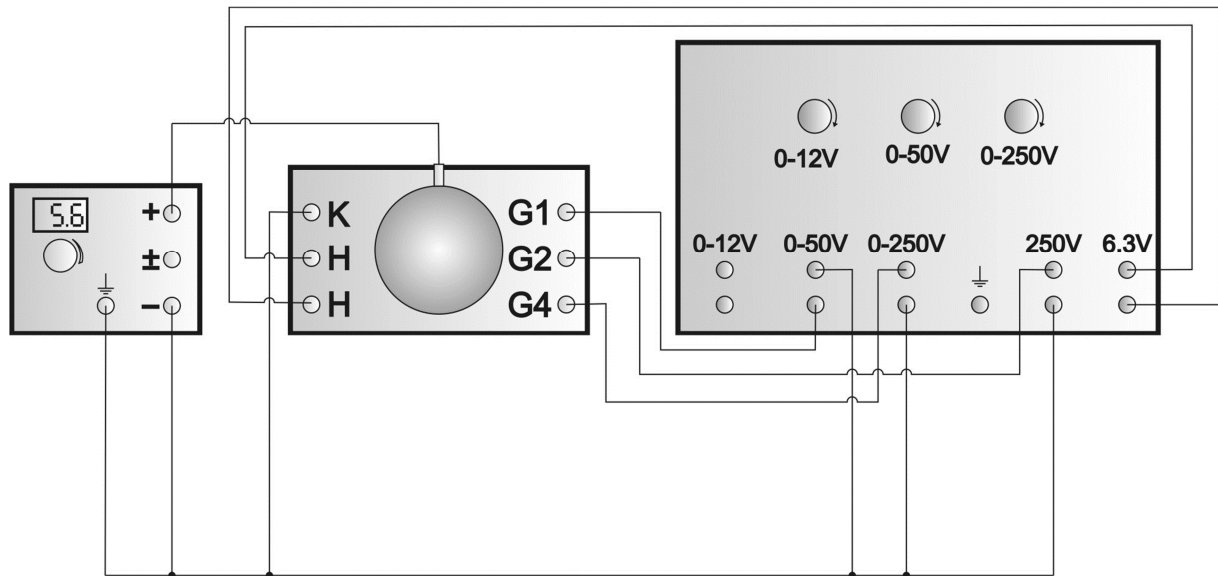 0-12V 0-50V 0-250V
5.6
+
±
−
K
H
H
G1
G2
G4
0-12V 0-50V 0-250V 250V 6.3V